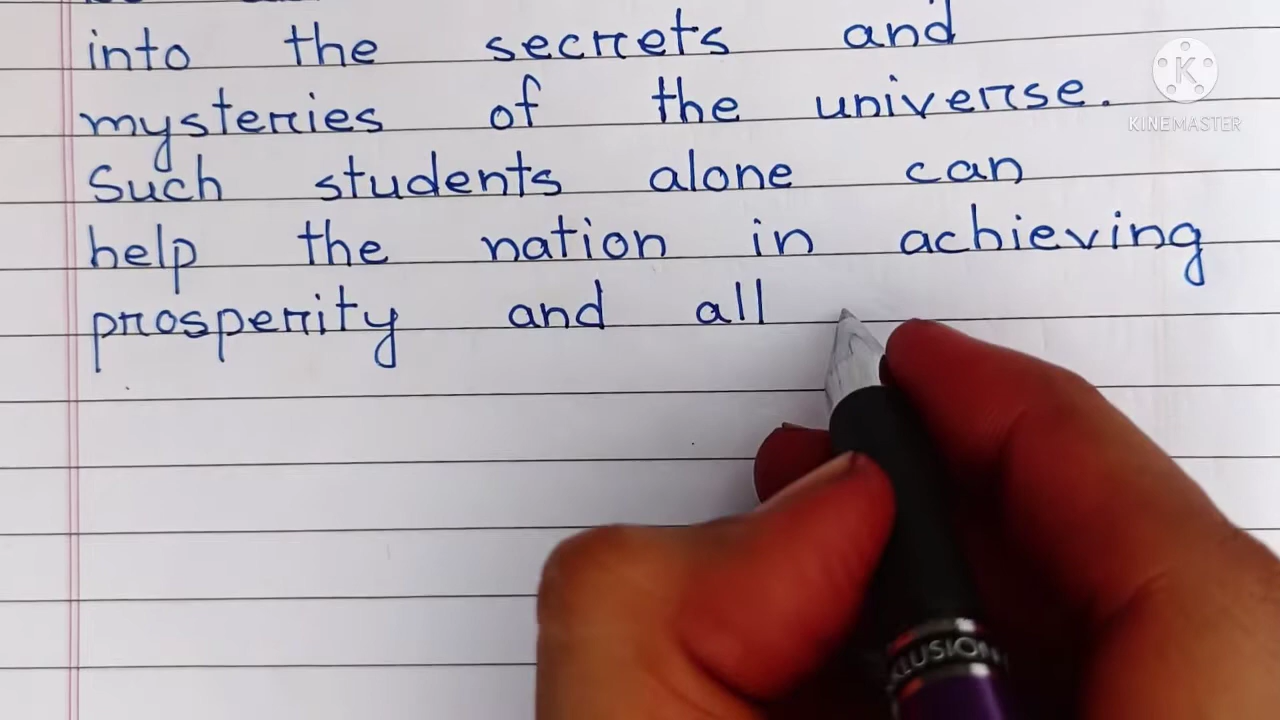 into the secrets and
mysteries of the universe.
Such students alone can
help the nation in achieving
prosperity and all
K
KINEMASTER
LUSION